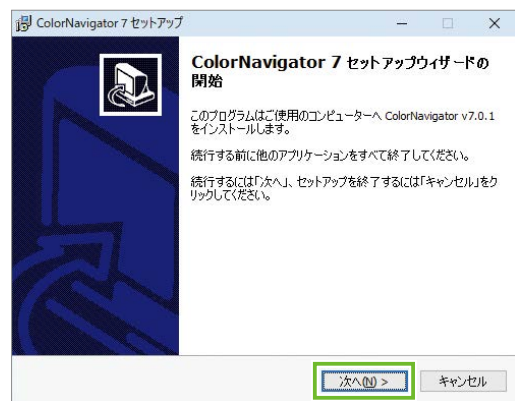 ColorNavigator 7 セットアップ
ColorNavigator 7 セットアップウィザードの
開始
このプログラムはご使用のコンピューターへ ColorNavigator v7.0.1
をインストールします。
続行する前に他のアプリケーションをすべて終了してください。
続行するには「次へ」、セットアップを終了するには「キャンセル」をク
リックしてください。
次へ(N) >
キャンセル